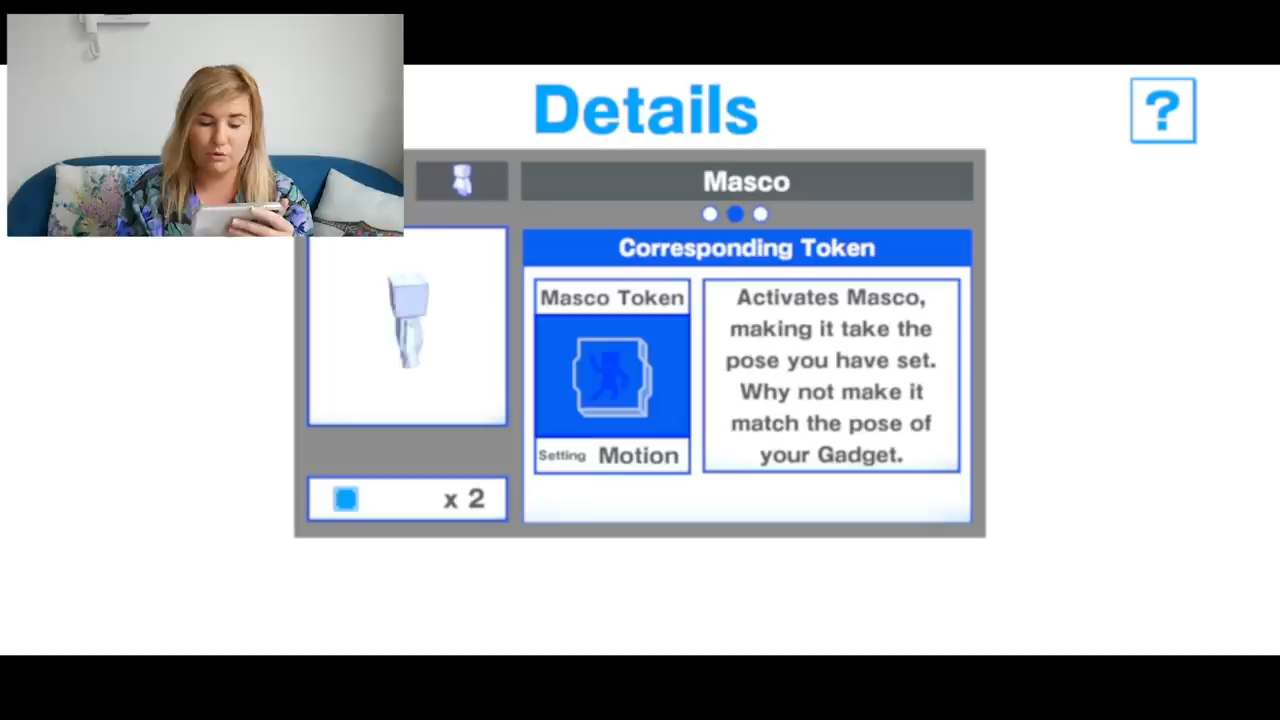 Details
?
Masco
Corresponding Token
Masco Token
Setting Motion
Activates Masco,
making it take the
pose you have set.
Why not make it
match the pose of
your Gadget.
x 2